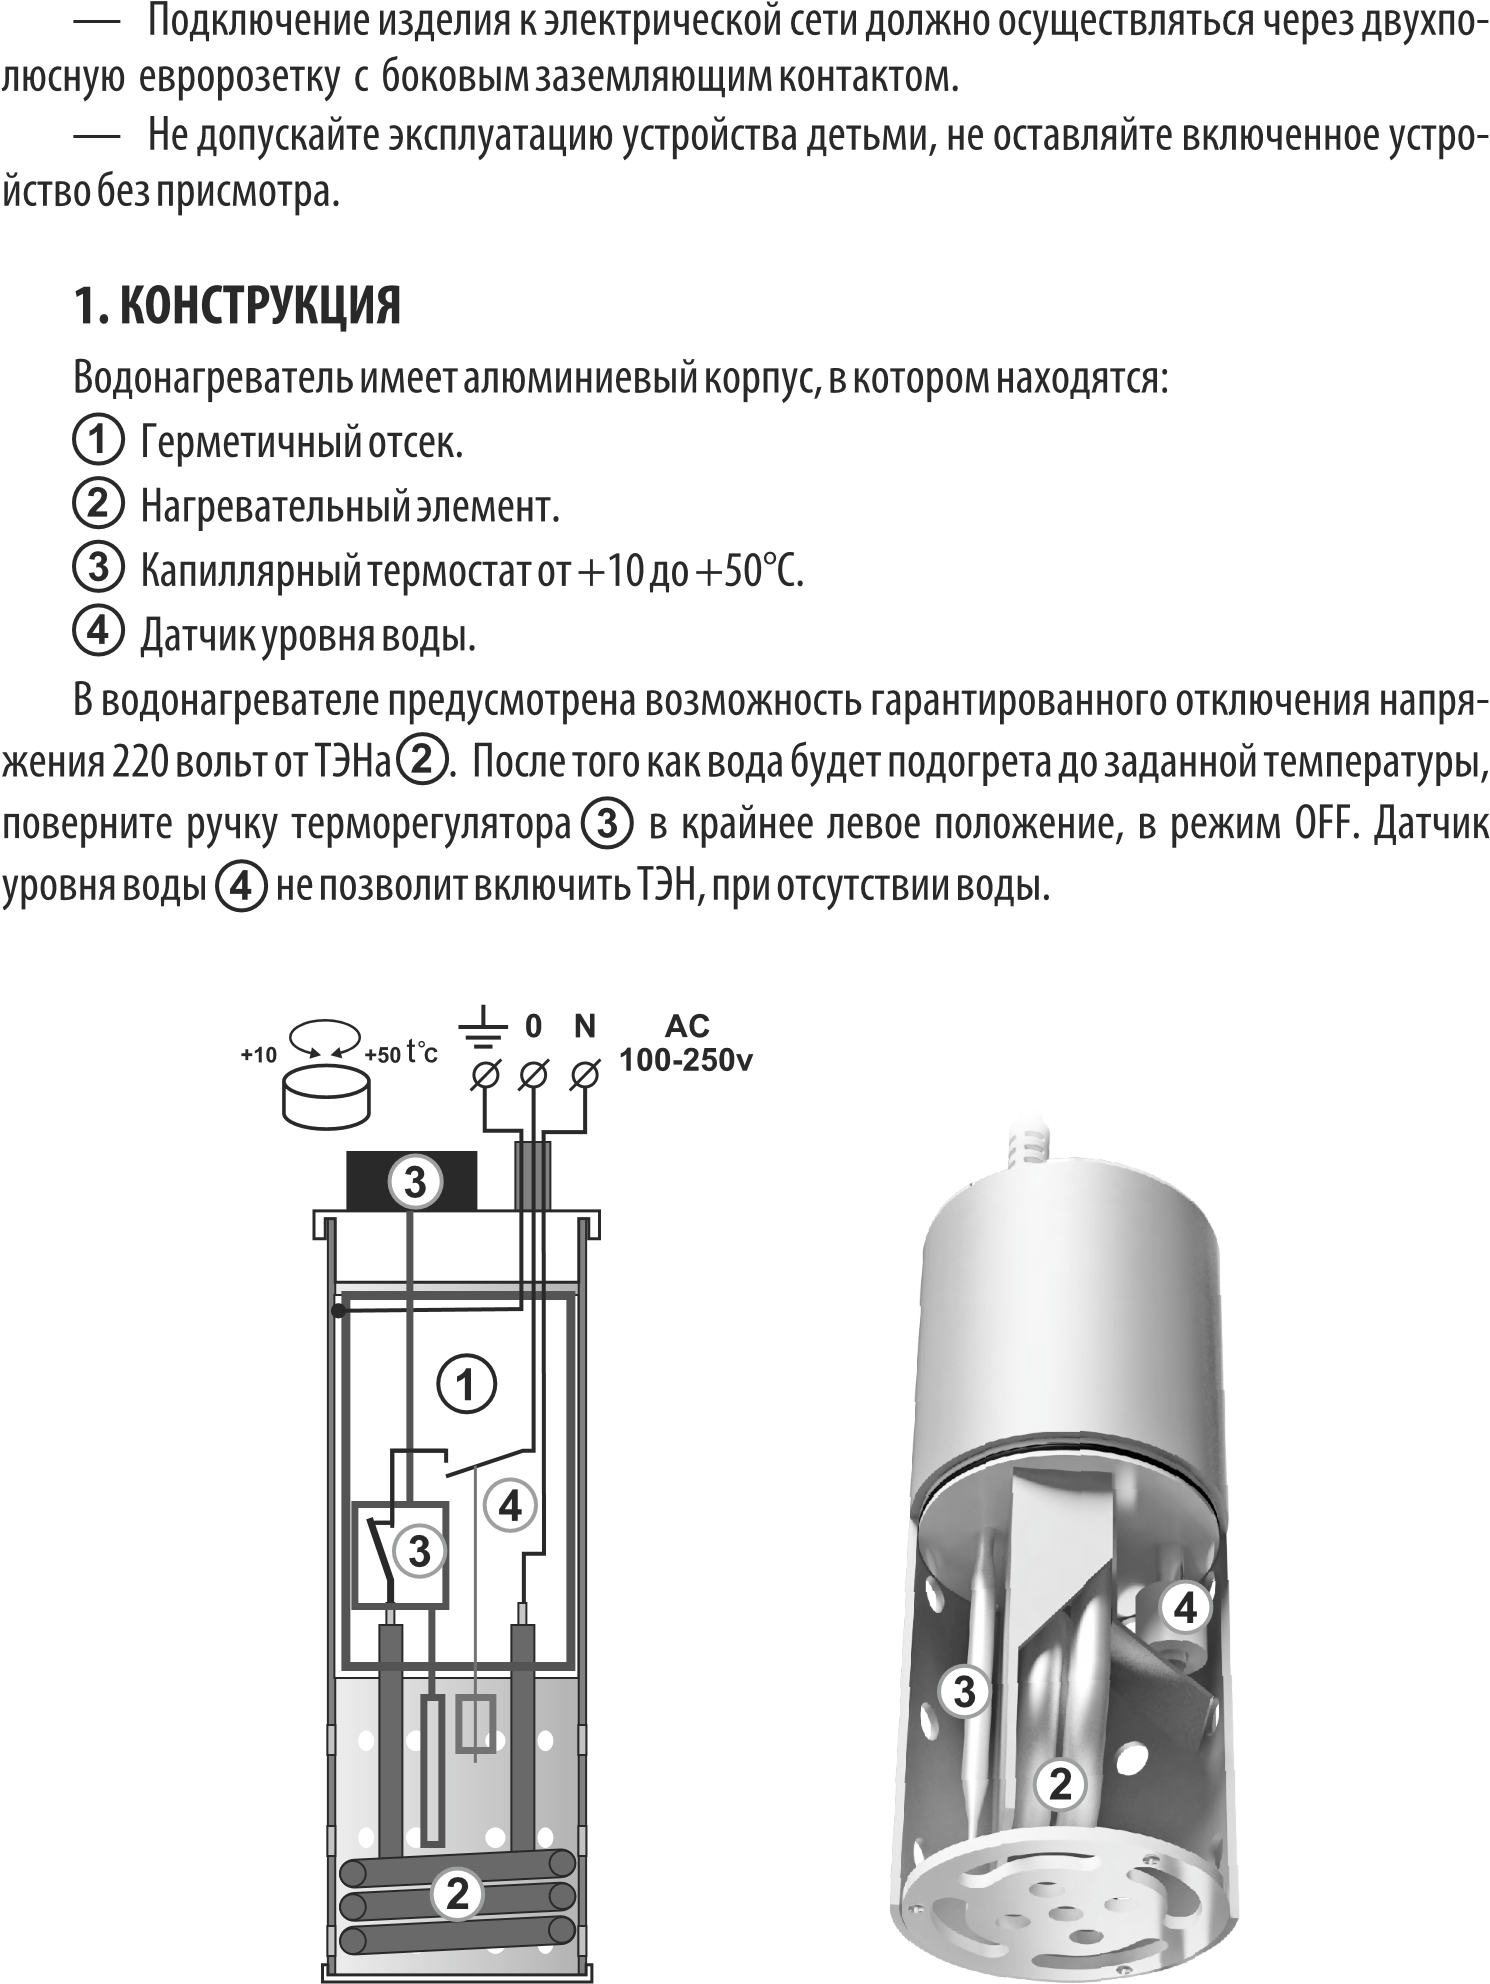 — Подключение изделия к электрической сети должно осуществляться через двухпо-
люсную евророзетку с боковым заземляющим контактом.
— Не допускайте эксплуатацию устройства детьми, не оставляйте включенное устро-
йство без присмотра.
1. КОНСТРУКЦИЯ
Водонагреватель имеет алюминиевый корпус, в котором находятся:
1 Герметичный отсек.
2 Нагревательный элемент.
3 Капиллярный термостат от +10 до +50°С.
4 Датчик уровня воды.
В водонагревателе предусмотрена возможность гарантированного отключения напря-
жения 220 вольт от ТЭНа 2. После того как вода будет подогрета до заданной температуры,
поверните ручку терморегулятора 3 в крайнее левое положение, в режим OFF. Датчик
уровня воды 4 не позволит включить ТЭН, при отсутствии воды.
+10
+50 t°C
0 N AC
100-250v
3
1
4
3
2
4
3
2